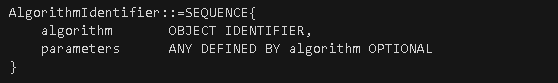 AlgorithmIdentifier::=SEQUENCE{
    algorithm       OBJECT IDENTIFIER,
    parameters      ANY DEFINED BY algorithm OPTIONAL
}